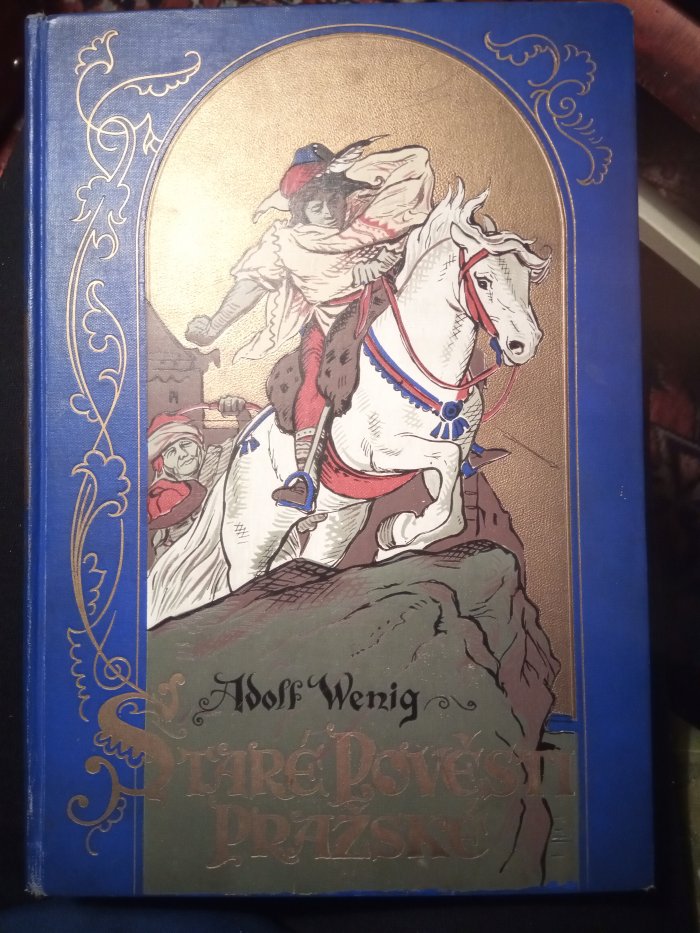 Adolf Wenig
Staré Pověsti
Pražské